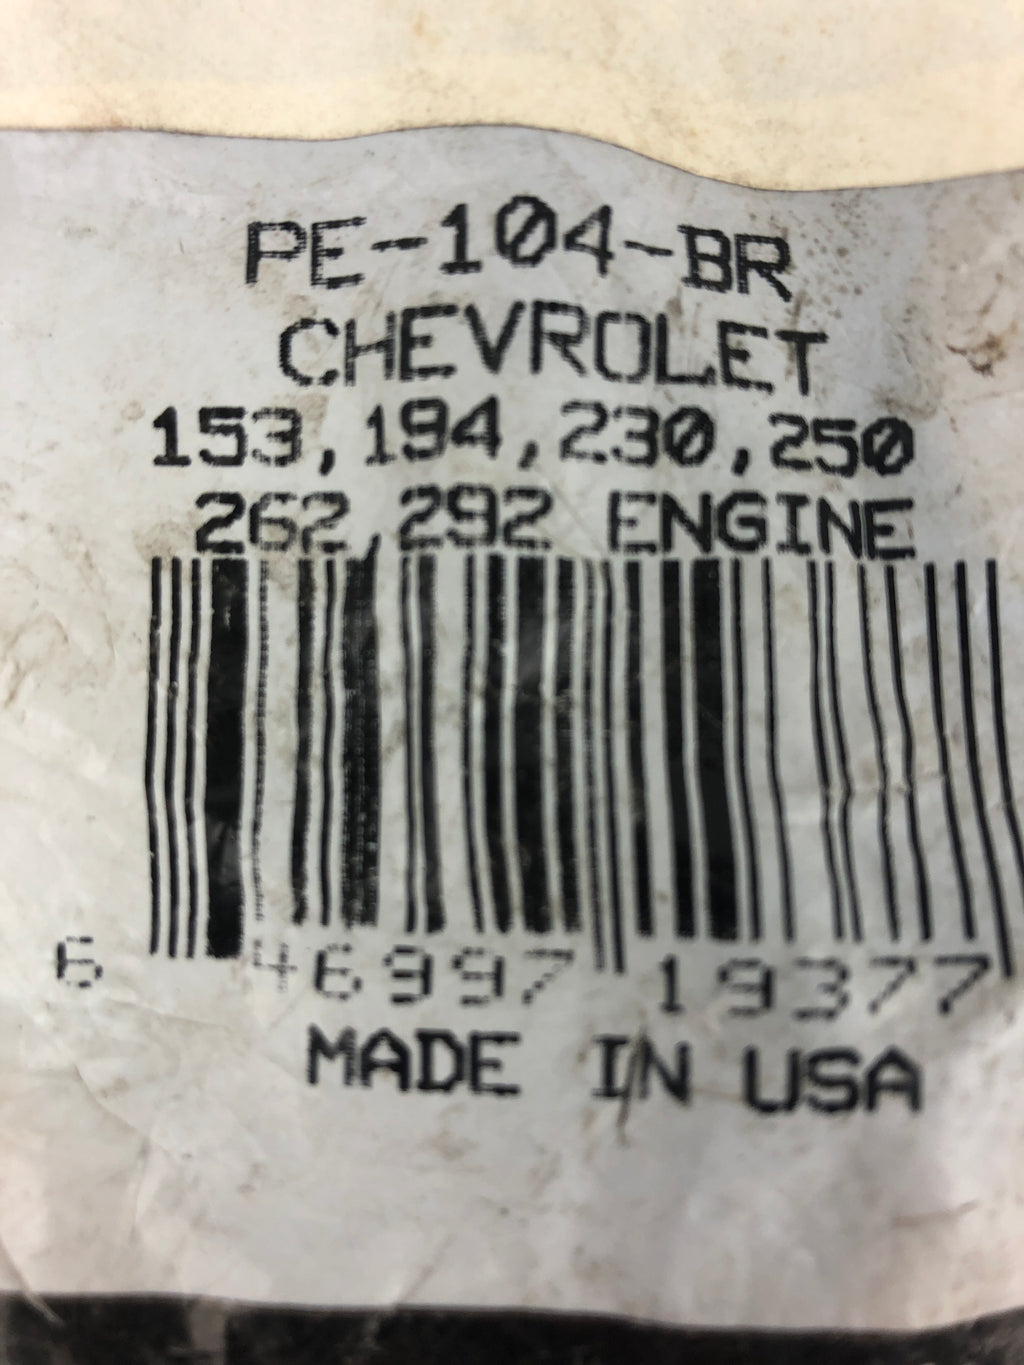 PE-104-BR
CHEVROLET
153,194,230,250
262,292 ENGINE
6 46997 19377
MADE IN USA